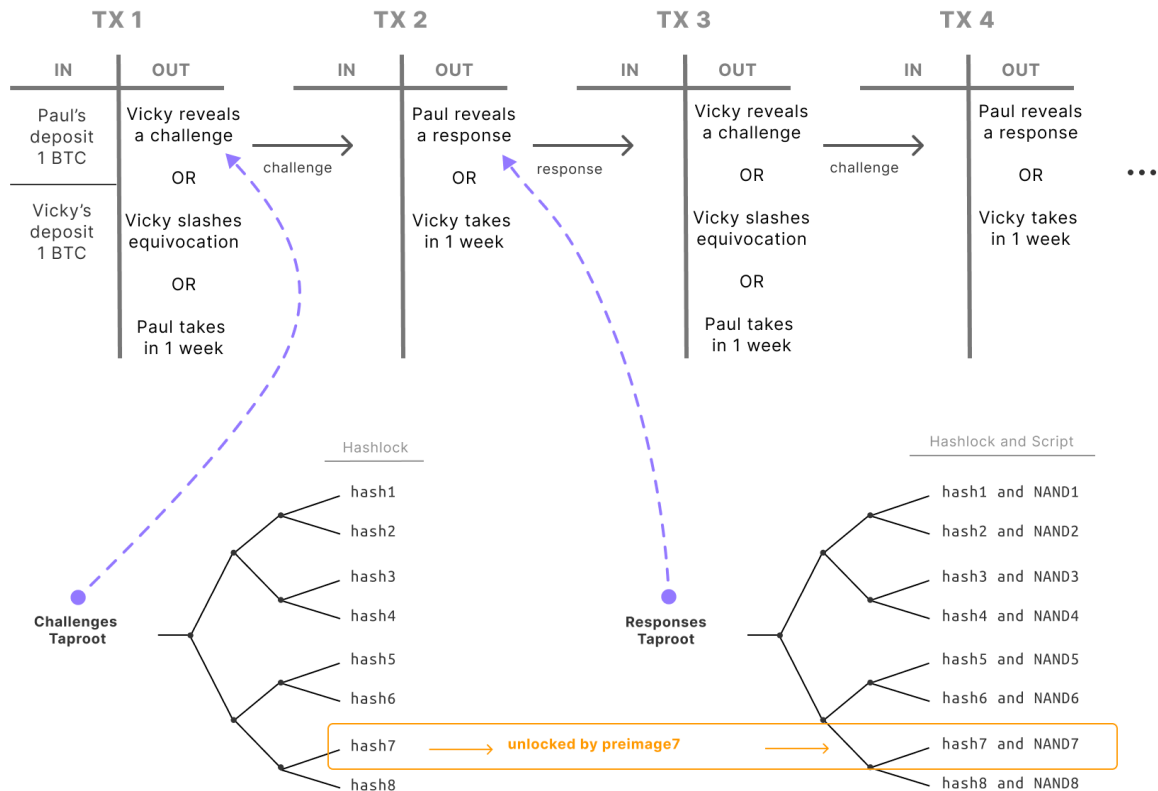 TX 1
TX 2
TX 3
TX 4
IN
OUT
IN
OUT
IN
OUT
IN
OUT
Paul's
deposit
1 BTC
Vicky's
deposit
1 BTC
Vicky reveals
a challenge
OR
Vicky slashes
equivocation
OR
Paul takes
in 1 week
challenge
Paul reveals
a response
OR
Vicky takes
in 1 week
response
Vicky reveals
a challenge
OR
Vicky slashes
equivocation
OR
Paul takes
in 1 week
challenge
Paul reveals
a response
OR
Vicky takes
in 1 week
...
Challenges
Taproot
Hashlock
hash1
hash2
hash3
hash4
hash5
hash6
hash7
hash8
unlocked by preimage7
Responses
Taproot
Hashlock and Script
hash1 and NAND1
hash2 and NAND2
hash3 and NAND3
hash4 and NAND4
hash5 and NAND5
hash6 and NAND6
hash7 and NAND7
hash8 and NAND8